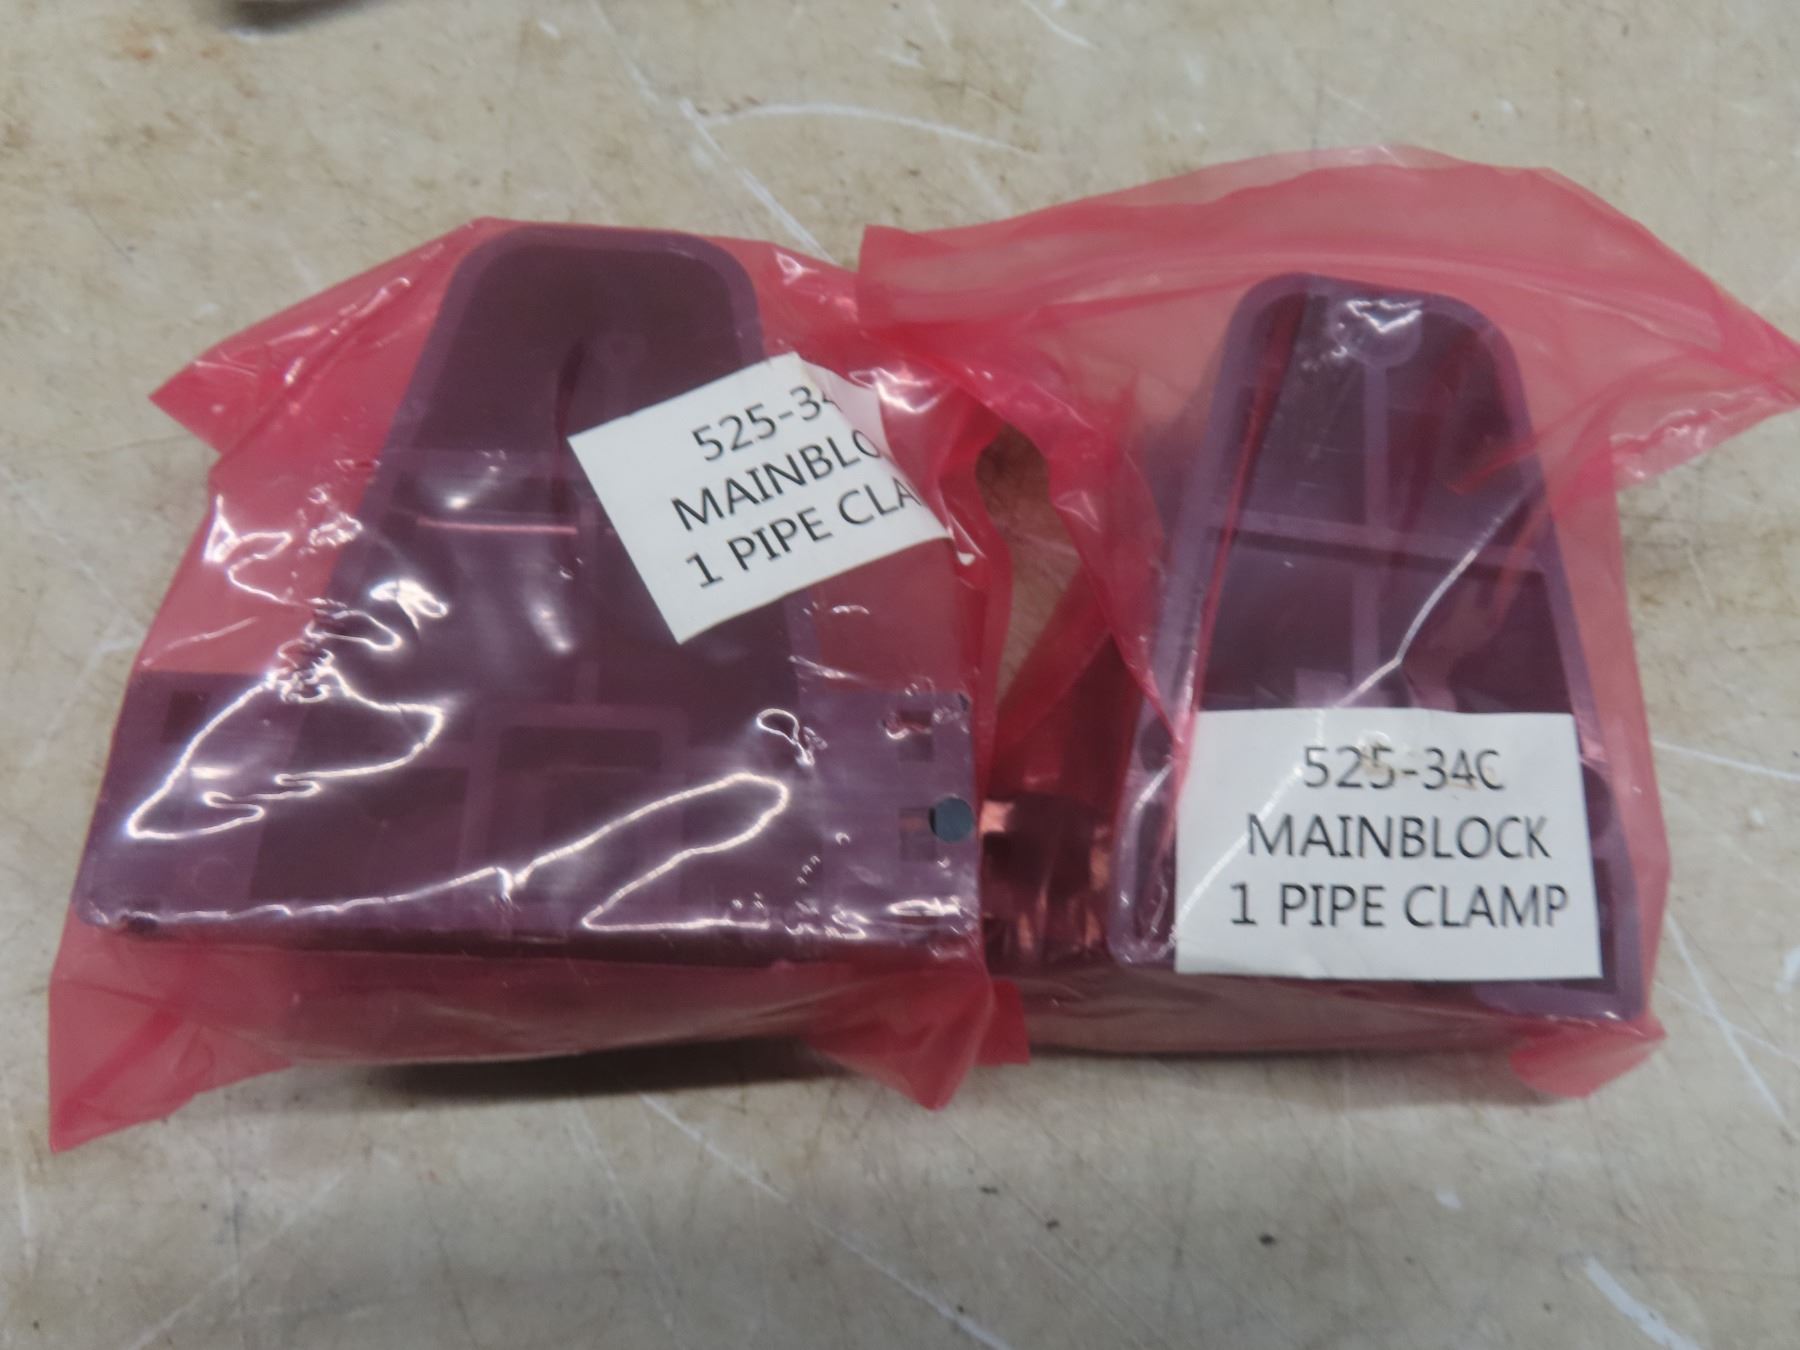 525-34
MAINBLO
1 PIPE CLA
525-34C
MAINBLOCK
1 PIPE CLAMP